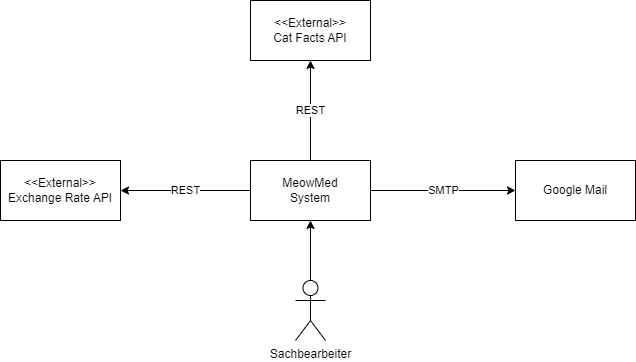 <<External>>
Cat Facts API
REST
<<External>>
Exchange Rate API
REST
MeowMed
System
SMTP
Google Mail
Sachbearbeiter